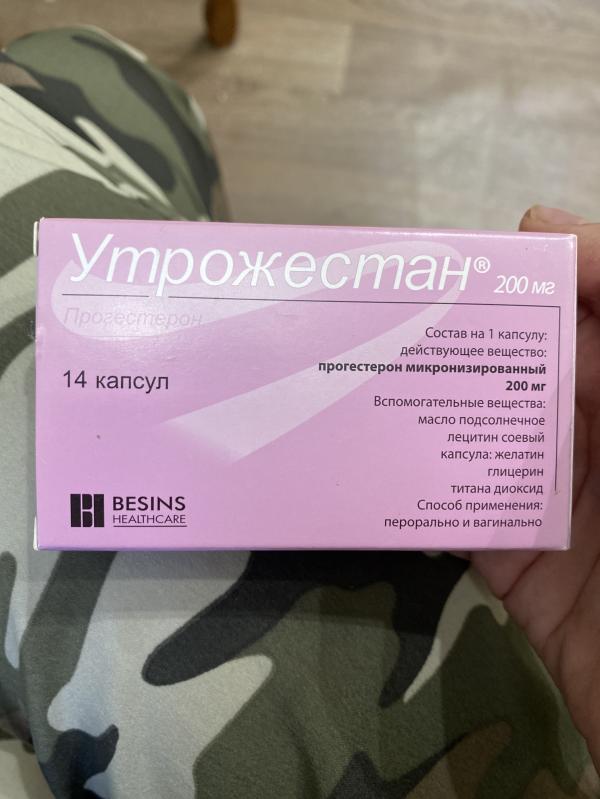 Утрожестан® 200 мг
Прогестерон
14 капсул
Состав на 1 капсулу:
действующее вещество:
прогестерон микронизированный
200 мг
Вспомогательные вещества:
масло подсолнечное
лецитин соевый
капсула: желатин
глицерин
титана диоксид
Способ применения:
перорально и вагинально
BESINS
HEALTHCARE